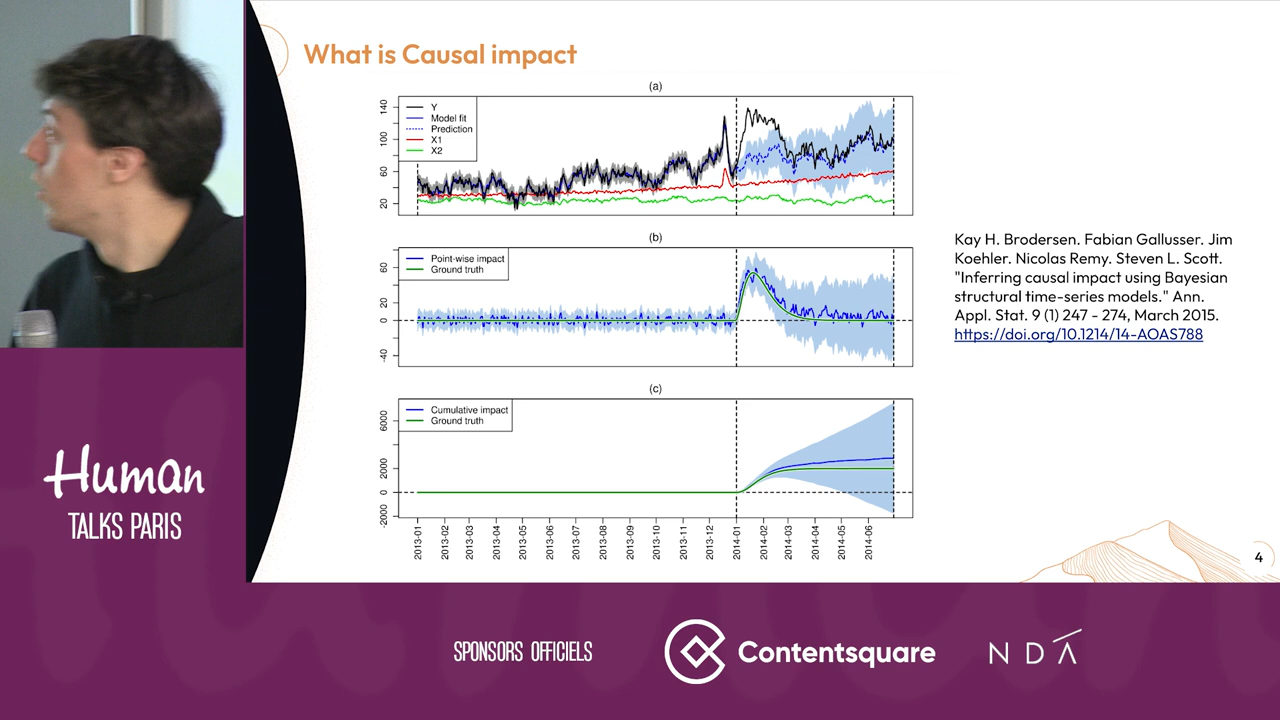 What is Causal impact
(a)
140
100
60
20
Y
Model fit
Prediction
X1
X2
(b)
60
20
0
-40
Point-wise impact
Ground truth
(c)
6000
2000
0
-2000
Cumulative impact
Ground truth
2013-01
2013-02
2013-03
2013-04
2013-05
2013-06
2013-07
2013-08
2013-09
2013-10
2013-11
2013-12
2014-01
2014-02
2014-03
2014-04
2014-05
2014-06
Kay H. Brodersen. Fabian Gallusser. Jim
Koehler. Nicolas Remy. Steven L. Scott.
"Inferring causal impact using Bayesian
structural time-series models." Ann.
Appl. Stat. 9 (1) 247 - 274, March 2015.
https://doi.org/10.1214/14-AOAS788
4
Human
TALKS PARIS
SPONSORS OFFICIELS
Contentsquare
NDA